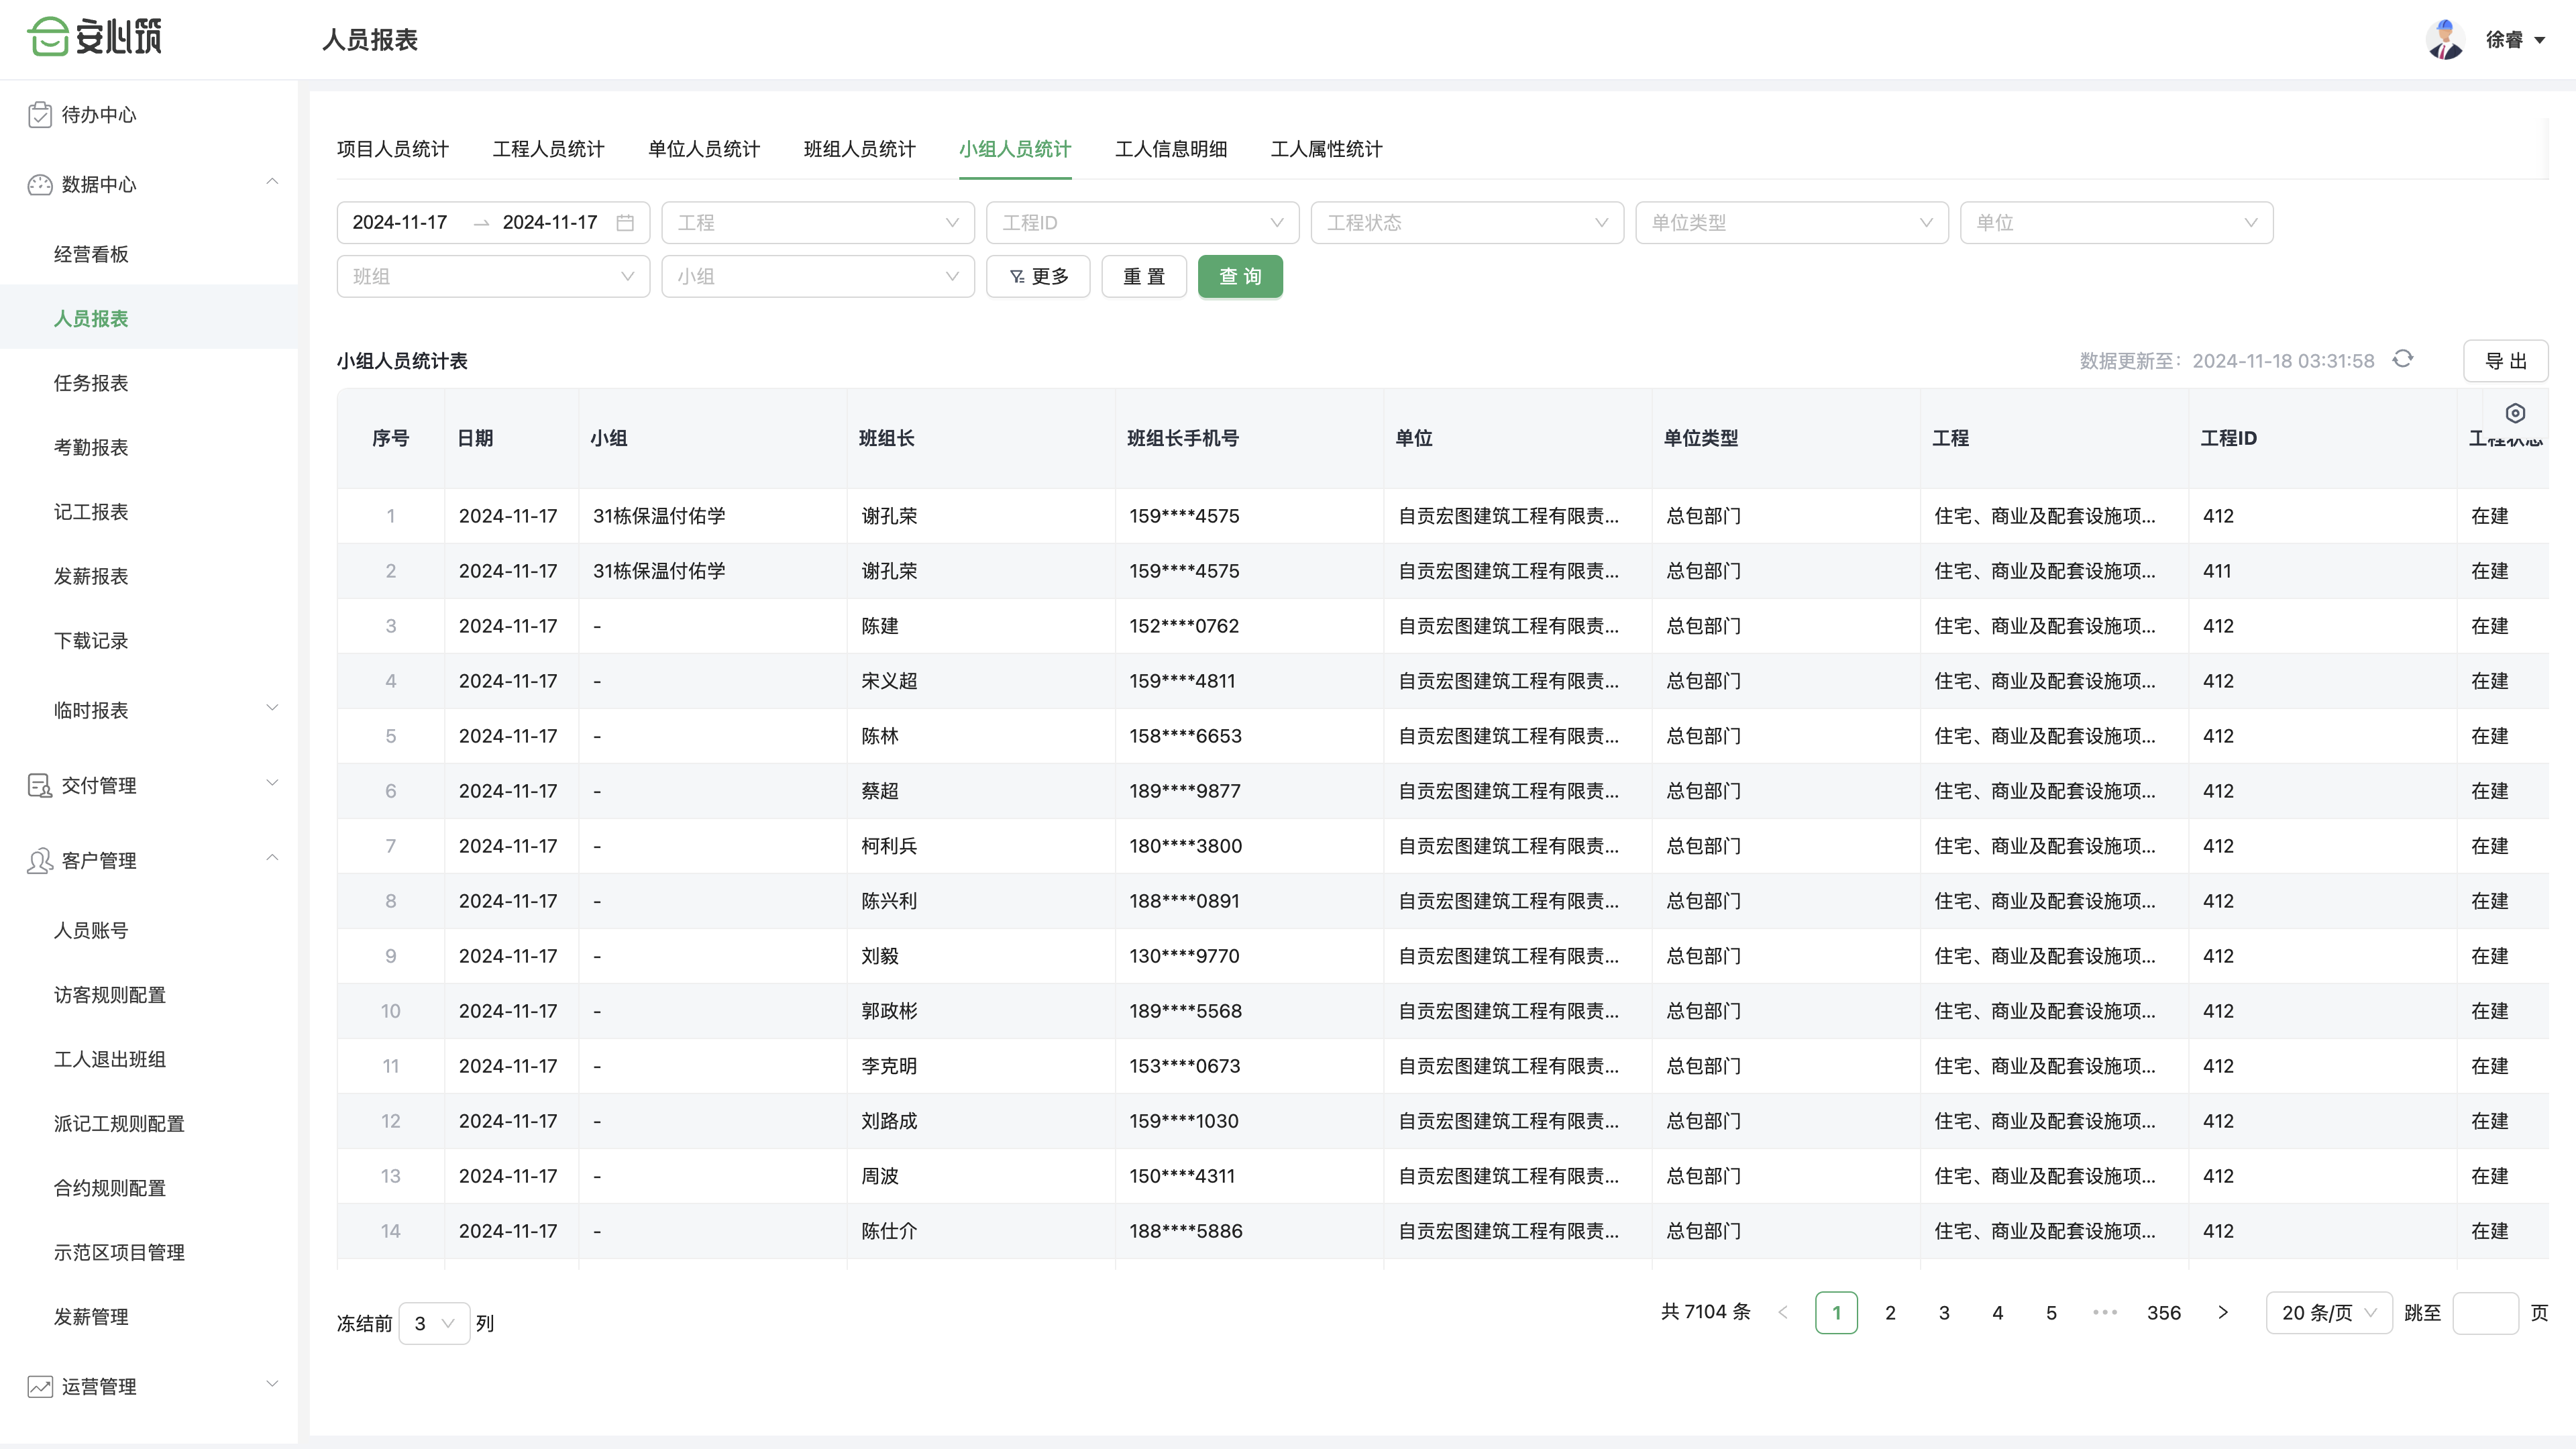 安心筑
人员报表
徐睿
待办中心
数据中心
经营看板
人员报表
任务报表
考勤报表
记工报表
发薪报表
下载记录
临时报表
交付管理
客户管理
人员账号
访客规则配置
工人退出班组
派记工规则配置
合约规则配置
示范区项目管理
发薪管理
运营管理
项目人员统计 工程人员统计 单位人员统计 班组人员统计 小组人员统计 工人信息明细 工人属性统计
2024-11-17 → 2024-11-17 工程 工程ID 工程状态 单位类型 单位
班组 小组 更多 重 置 查 询
小组人员统计表 数据更新至：2024-11-18 03:31:58 导 出
序号 日期 小组 班组长 班组长手机号 单位 单位类型 工程 工程ID 工程状态
1 2024-11-17 31栋保温付佑学 谢孔荣 159****4575 自贡宏图建筑工程有限责... 总包部门 住宅、商业及配套设施项... 412 在建
2 2024-11-17 31栋保温付佑学 谢孔荣 159****4575 自贡宏图建筑工程有限责... 总包部门 住宅、商业及配套设施项... 411 在建
3 2024-11-17 - 陈建 152****0762 自贡宏图建筑工程有限责... 总包部门 住宅、商业及配套设施项... 412 在建
4 2024-11-17 - 宋义超 159****4811 自贡宏图建筑工程有限责... 总包部门 住宅、商业及配套设施项... 412 在建
5 2024-11-17 - 陈林 158****6653 自贡宏图建筑工程有限责... 总包部门 住宅、商业及配套设施项... 412 在建
6 2024-11-17 - 蔡超 189****9877 自贡宏图建筑工程有限责... 总包部门 住宅、商业及配套设施项... 412 在建
7 2024-11-17 - 柯利兵 180****3800 自贡宏图建筑工程有限责... 总包部门 住宅、商业及配套设施项... 412 在建
8 2024-11-17 - 陈兴利 188****0891 自贡宏图建筑工程有限责... 总包部门 住宅、商业及配套设施项... 412 在建
9 2024-11-17 - 刘毅 130****9770 自贡宏图建筑工程有限责... 总包部门 住宅、商业及配套设施项... 412 在建
10 2024-11-17 - 郭政彬 189****5568 自贡宏图建筑工程有限责... 总包部门 住宅、商业及配套设施项... 412 在建
11 2024-11-17 - 李克明 153****0673 自贡宏图建筑工程有限责... 总包部门 住宅、商业及配套设施项... 412 在建
12 2024-11-17 - 刘路成 159****1030 自贡宏图建筑工程有限责... 总包部门 住宅、商业及配套设施项... 412 在建
13 2024-11-17 - 周波 150****4311 自贡宏图建筑工程有限责... 总包部门 住宅、商业及配套设施项... 412 在建
14 2024-11-17 - 陈仕介 188****5886 自贡宏图建筑工程有限责... 总包部门 住宅、商业及配套设施项... 412 在建
冻结前 3 列 共 7104 条 < 1 2 3 4 5 ••• 356 > 20 条/页 跳至 页